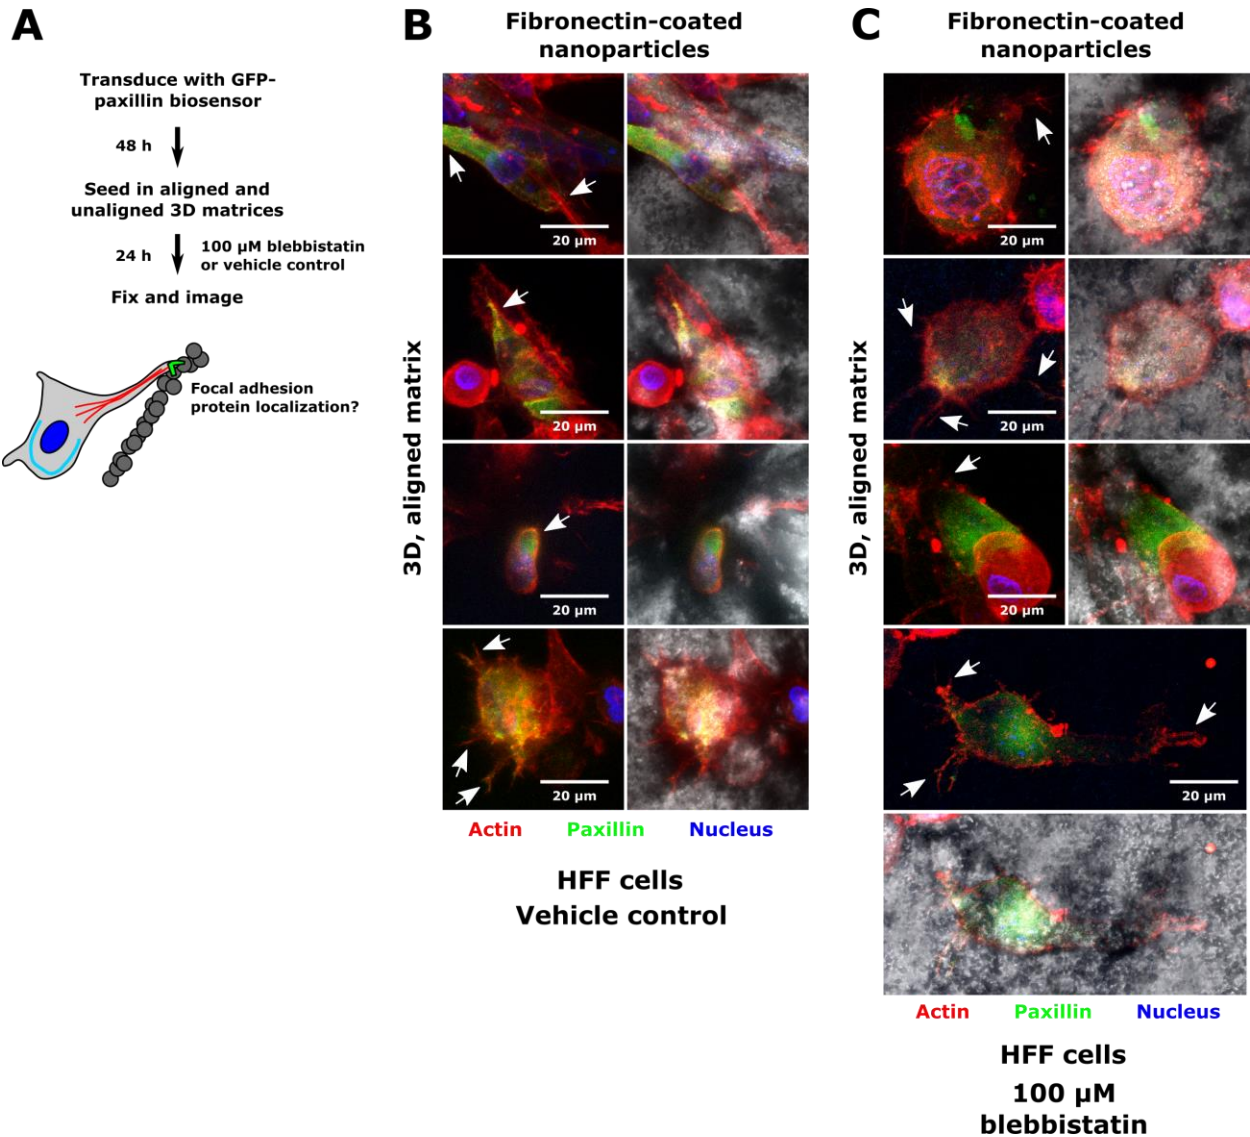 A
Transduce with GFP-
paxillin biosensor
48 h
Seed in aligned and
unaligned 3D matrices
24 h
100 µM blebbistatin
or vehicle control
Fix and image
Focal adhesion
protein localization?
B
Fibronectin-coated
nanoparticles
3D, aligned matrix
20 µm
20 µm
20 µm
20 µm
Actin Paxillin Nucleus
HFF cells
Vehicle control
C
Fibronectin-coated
nanoparticles
3D, aligned matrix
20 µm
20 µm
20 µm
20 µm
Actin Paxillin Nucleus
HFF cells
100 µM
blebbistatin